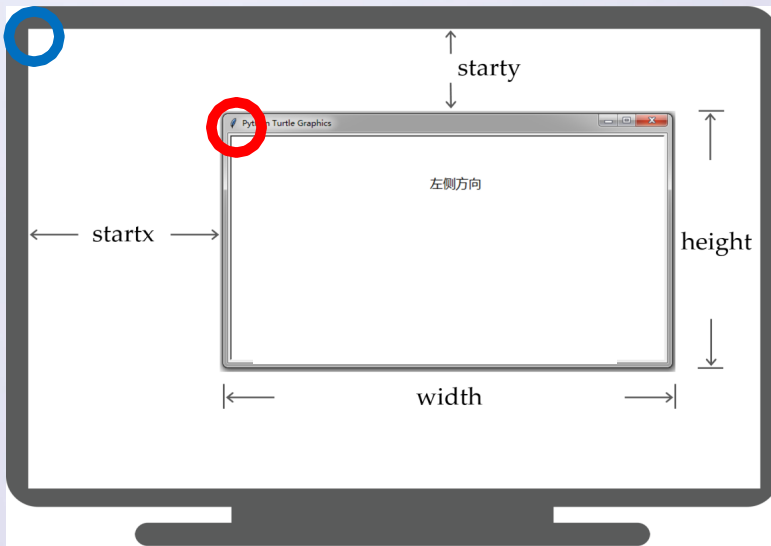 starty
Python Turtle Graphics
左侧方向
startx
height
width